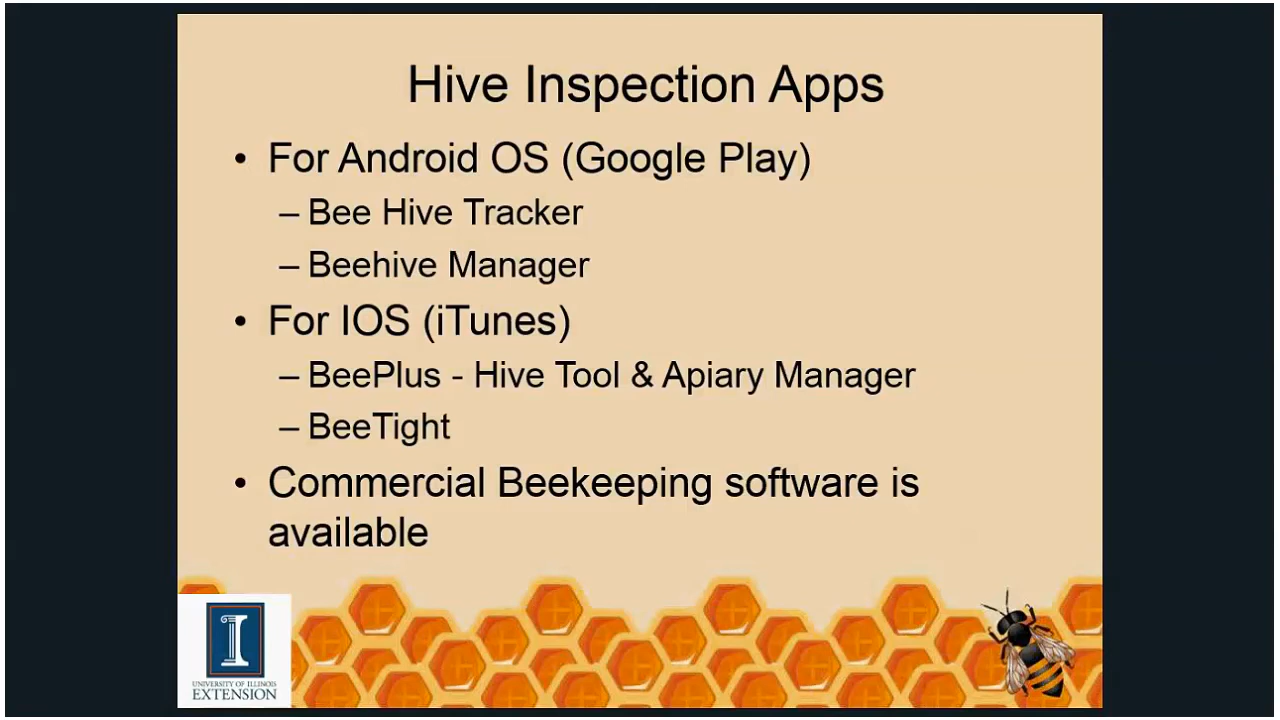 Hive Inspection Apps
• For Android OS (Google Play)
– Bee Hive Tracker
– Beehive Manager
• For IOS (iTunes)
– BeePlus - Hive Tool & Apiary Manager
– BeeTight
• Commercial Beekeeping software is
available
I
UNIVERSITY OF ILLINOIS
EXTENSION